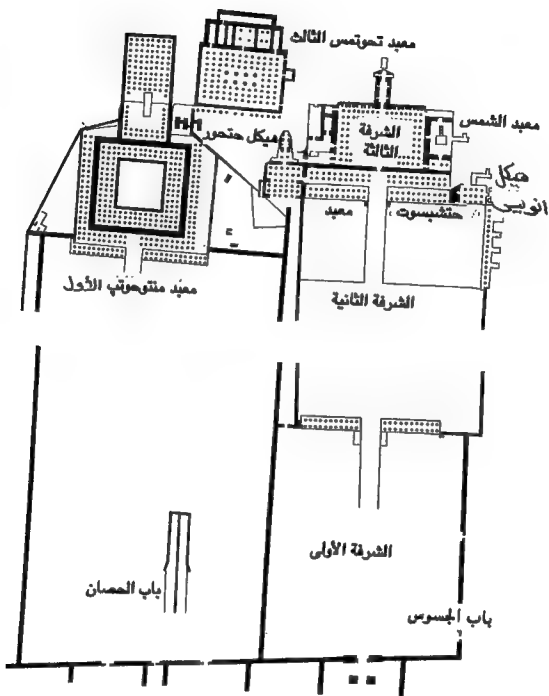 معبد تحوتمس الثالث
معبد الشمس
الشرفة
الثالثة
هيكل حتحور
هيكل
انوبيس
معبد حتشبسوت
معبد منتوحوتپ الأول
الشرفة الثانية
الشرفة الأولى
باب الحصان
باب الجسوس